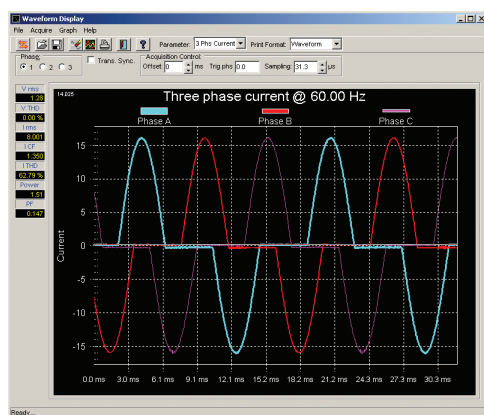 Waveform Display
File Acquire Graph Help
Parameter: 3 Phs Current Print Format: Waveform
Phase:
1 2 3
Trans. Sync.
Acquisition Control:
Offset: 0 ms Trig phs 0.0 Sampling: 31.3 µs
V rms
1.28
V THD
0.00 %
I rms
8.001
I CF
1.350
I THD
62.79 %
Power
1.51
PF
0.147
14.025
Three phase current @ 60.00 Hz
Phase A Phase B Phase C
Current
15
10
5
0
-5
-10
-15
0.0 ms 3.0 ms 6.1 ms 9.1 ms 12.1 ms 15.2 ms 18.2 ms 21.2 ms 24.3 ms 27.3 ms 30.3 ms
Ready...